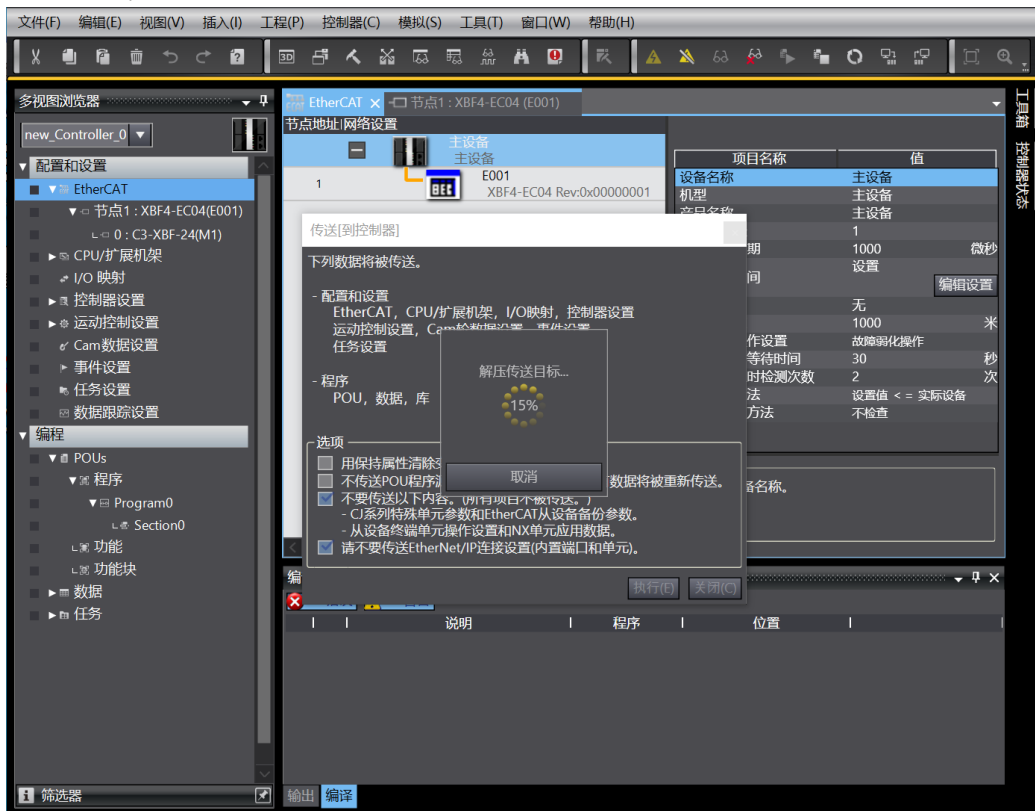 文件(F) 编辑(E) 视图(V) 插入(I) 工程(P) 控制器(C) 模拟(S) 工具(T) 窗口(W) 帮助(H)
3D
多视图浏览器
new_Controller_0
配置和设置
EtherCAT
节点1 : XBF4-EC04(E001)
0 : C3-XBF-24(M1)
CPU/扩展机架
I/O 映射
控制器设置
运动控制设置
Cam数据设置
事件设置
任务设置
数据跟踪设置
编程
POUs
程序
Program0
Section0
功能
功能块
数据
任务
筛选器
EtherCAT 节点1 : XBF4-EC04 (E001)
节点地址|网络设置
主设备
主设备
1
E001
XBF4-EC04 Rev:0x00000001
项目名称 值
设备名称 主设备
机型 主设备
产品名称 主设备
1
期 1000 微秒
间 设置
编辑设置
无
1000 米
作设置 故障弱化操作
等待时间 30 秒
时检测次数 2 次
法 设置值 < = 实际设备
方法 不检查
名称。
工具箱
控制器状态
传送[到控制器]
下列数据将被传送。
- 配置和设置
EtherCAT，CPU/扩展机架，I/O映射，控制器设置
运动控制设置，
任务设置
- 程序
POU，数据，库
解压传送目标...
15%
取消
选项
用保持属性清除
不传送POU程序 数据将被重新传送。
不要传送以下内容。(所有项目不被传送。)
- CJ系列特殊单元参数和EtherCAT从设备备份参数。
- 从设备终端单元操作设置和NX单元应用数据。
请不要传送EtherNet/IP连接设置(内置端口和单元)。
执行(E) 关闭(C)
编
说明 程序 位置
输出 编译